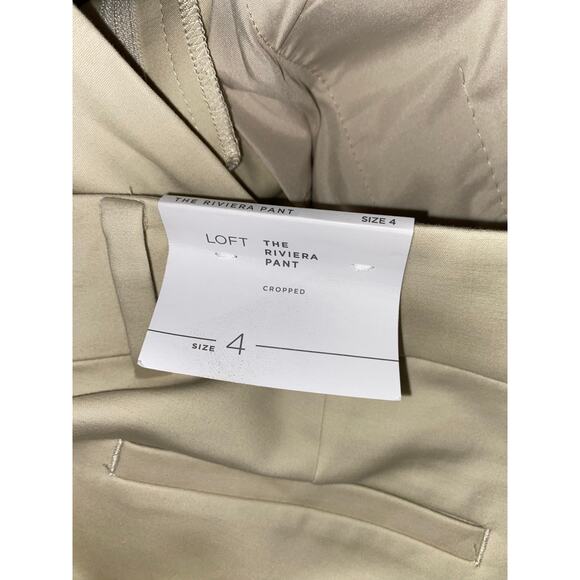 THE RIVIERA PANT SIZE 4
LOFT THE
RIVIERA
PANT
CROPPED
SIZE 4